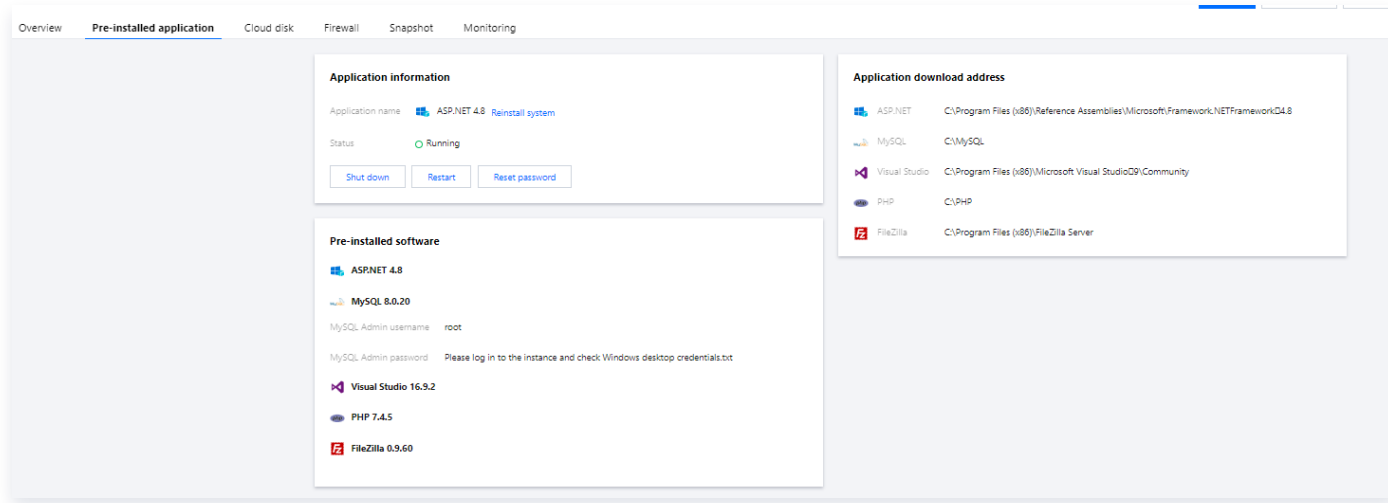 Overview Pre-installed application Cloud disk Firewall Snapshot Monitoring
Application information
Application name ASP.NET 4.8 Reinstall system
Status Running
Shut down Restart Reset password
Pre-installed software
ASP.NET 4.8
MySQL 8.0.20
MySQL Admin username root
MySQL Admin password Please log in to the instance and check Windows desktop credentials.txt
Visual Studio 16.9.2
PHP 7.4.5
FileZilla 0.9.60
Application download address
ASP.NET C:\Program Files (x86)\Reference Assemblies\Microsoft\Framework.NETFramework□4.8
MySQL C:\MySQL
Visual Studio C:\Program Files (x86)\Microsoft Visual Studio□9\Community
PHP C:\PHP
FileZilla C:\Program Files (x86)\FileZilla Server